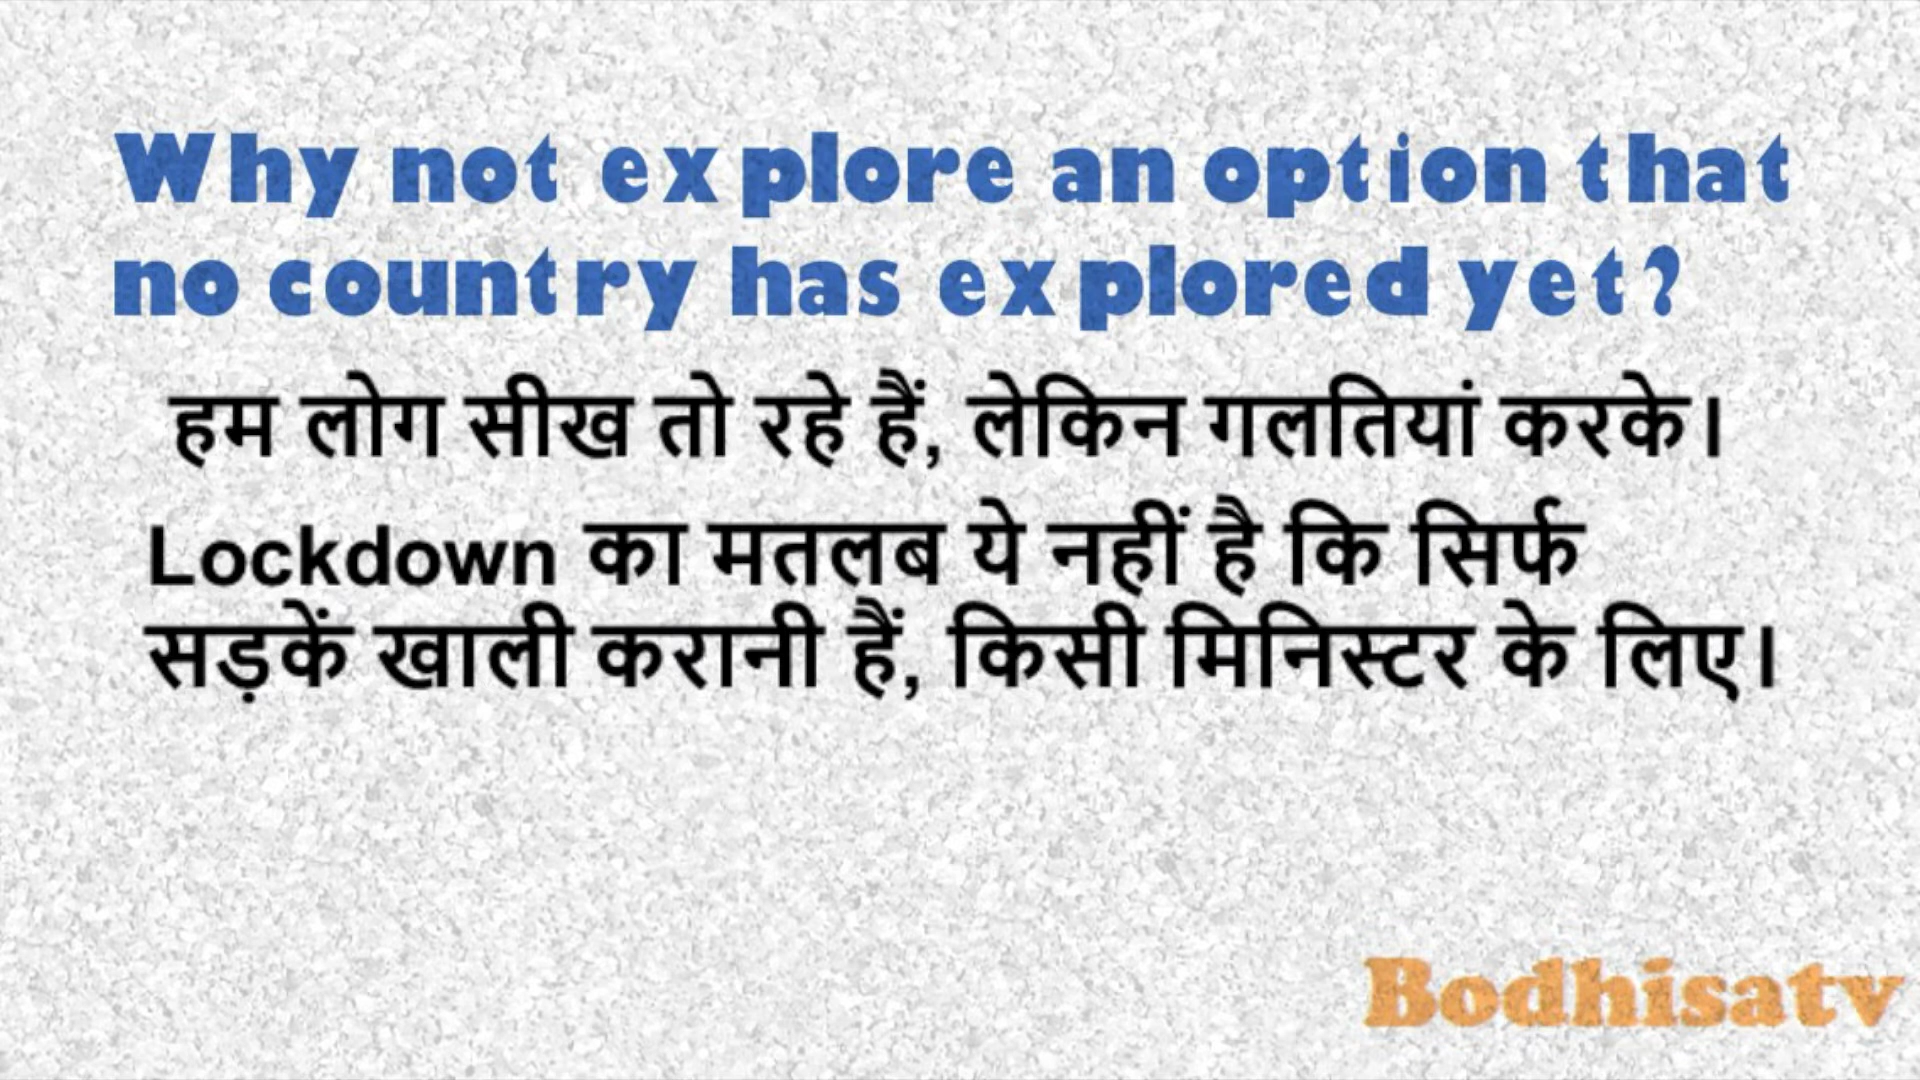 Why not explore an option that
no country has explored yet?
हम लोग सीख तो रहे हैं, लेकिन गलतियां करके।
Lockdown का मतलब ये नहीं है कि सिर्फ
सड़कें खाली करानी हैं, किसी मिनिस्टर के लिए।
Bodhisatv